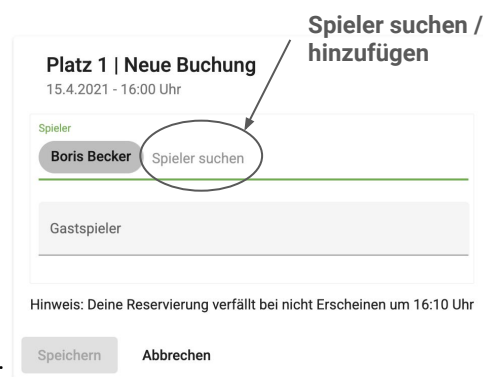 Spieler suchen /
hinzufügen
Platz 1 | Neue Buchung
15.4.2021 - 16:00 Uhr
Spieler
Boris Becker Spieler suchen
Gastspieler
Hinweis: Deine Reservierung verfällt bei nicht Erscheinen um 16:10 Uhr
Speichern Abbrechen